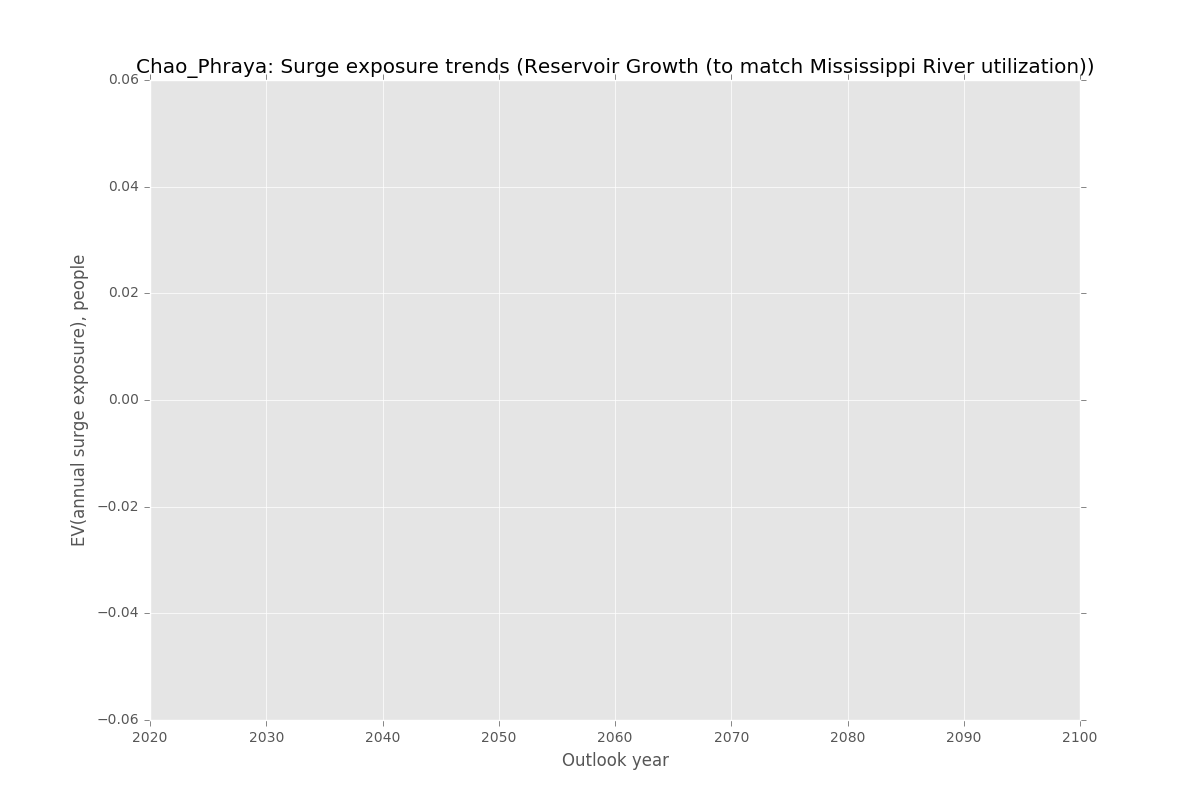 Chao_Phraya: Surge exposure trends (Reservoir Growth (to match Mississippi River utilization))
0.06
0.04
0.02
0.00
−0.02
−0.04
−0.06
EV(annual surge exposure), people
2020 2030 2040 2050 2060 2070 2080 2090 2100
Outlook year